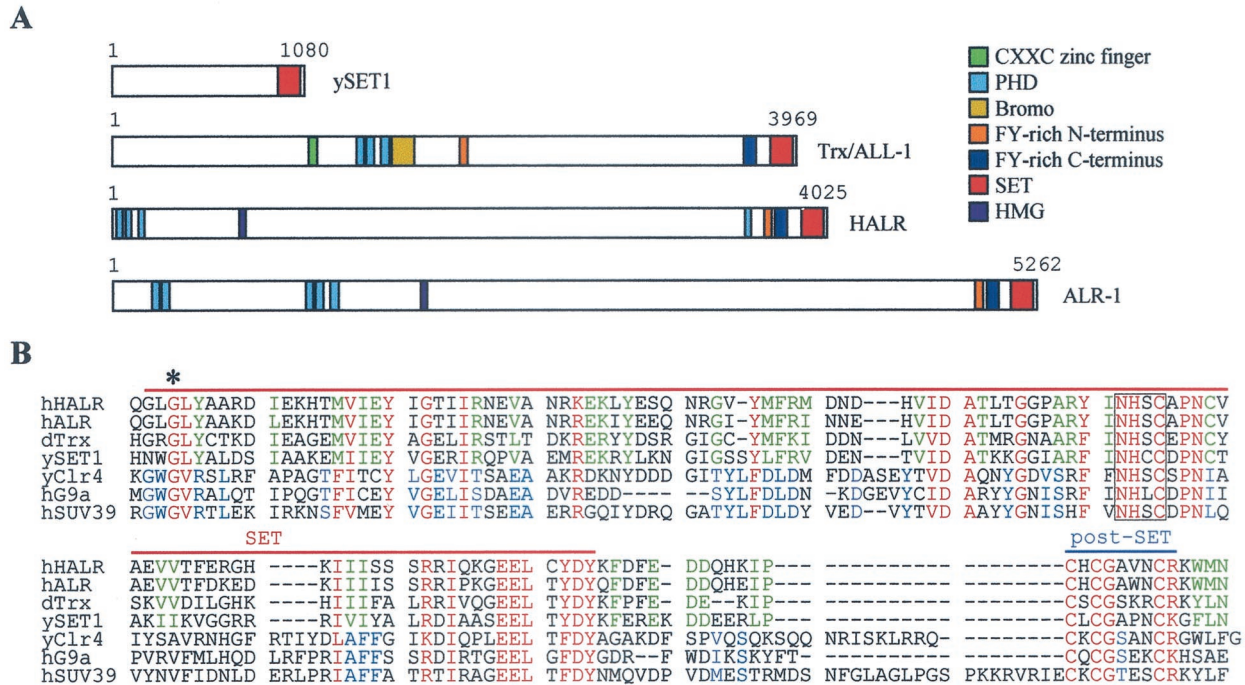 A
1 1080
ySET1
1 3969
Trx/ALL-1
1 4025
HALR
1 5262
ALR-1
CXXC zinc finger
PHD
Bromo
FY-rich N-terminus
FY-rich C-terminus
SET
HMG
B
*
hHALR QGLGLYAARD IEKHTMVIEY IGTIIRNEVA NRKEKLYESQ NRGV-YMFRM DND---HVID ATLTGGPARY INHSCAPNCV
hALR QGLGLYAAKD LEKHTMVIEY IGTIIRNEVA NRREKIYEEQ NRGI-YMFRI NNE---HVID ATLTGGPARY INHSCAPNCV
dTrx HGRGLYCTKD IEAGEMVIEY AGELIRSTLT DKRERYYDSR GIGC-YMFKI DDN---LVVD ATMRGNAARF INHSCEPNCY
ySET1 HNWGLYALDS IAAKEMIIEY VGERIRQPVA EMREKRYLKN GIGSSYLFRV DEN---TVID ATKKGGIARF INHCCDPNCT
yClr4 KGWGVRSLRF APAGTFITCY LGEVITSAEA AKRDKNYDDD GITYLFDLDM FDDASEYTVD AQNYGDVSRF FNHSCSPNIA
hG9a MGWGVRALQT IPQGTFICEY VGELISDAEA DVREDD---- --SYLFDLDN -KDGEVYCID ARYYGNISRF INHLCDPNII
hSUV39 RGWGVRTLEK IRKNSFVMEY VGEIITSEEA ERRGQIYDRQ GATYLFDLDY VED--VYTVD AAYYGNISHF VNHSCDPNLQ
SET post-SET
hHALR AEVVTFERGH ----KIIISS SRRIQKGEEL CYDYKFDFE- DDQHKIP--- ---------- ---------- CHCGAVNCRKWMN
hALR AEVVTFDKED ----KIIIIS SRRIPKGEEL TYDYQFDFE- DDQHEIP--- ---------- ---------- CHCGAWNCRKWMN
dTrx SKVVDILGHK ----HIIIFA LRRIVQGEEL TYDYKFPFE- DE--KIP--- ---------- ---------- CSCGSKRCRKYLN
ySET1 AKIIKVGGRR ----RIVIYA LRDIAASEEL TYDYKFEREK DDEERLP--- ---------- ---------- CLCGAPNCKGFLN
yClr4 IYSAVRNHGF RTIYDLAFFG IKDIQPLEEL TFDYAGAKDF SPVQSQKSQQ NRISKLRRQ- ---------- CKCGSANCRGWLFG
hG9a PVRVFMLHQD LRFPRIAFFS SRDIRTGEEL GFDYGDR--F WDIKSKYFT- ---------- ---------- CQCGSEKCKHSAE
hSUV39 VYNVFIDNLD ERLPRIAFFA TRTIRAGEEL TFDYNMQVDP VDMESTRMDS NFGLAGLPGS PKKRVRIE CKCGTESCRKYLF